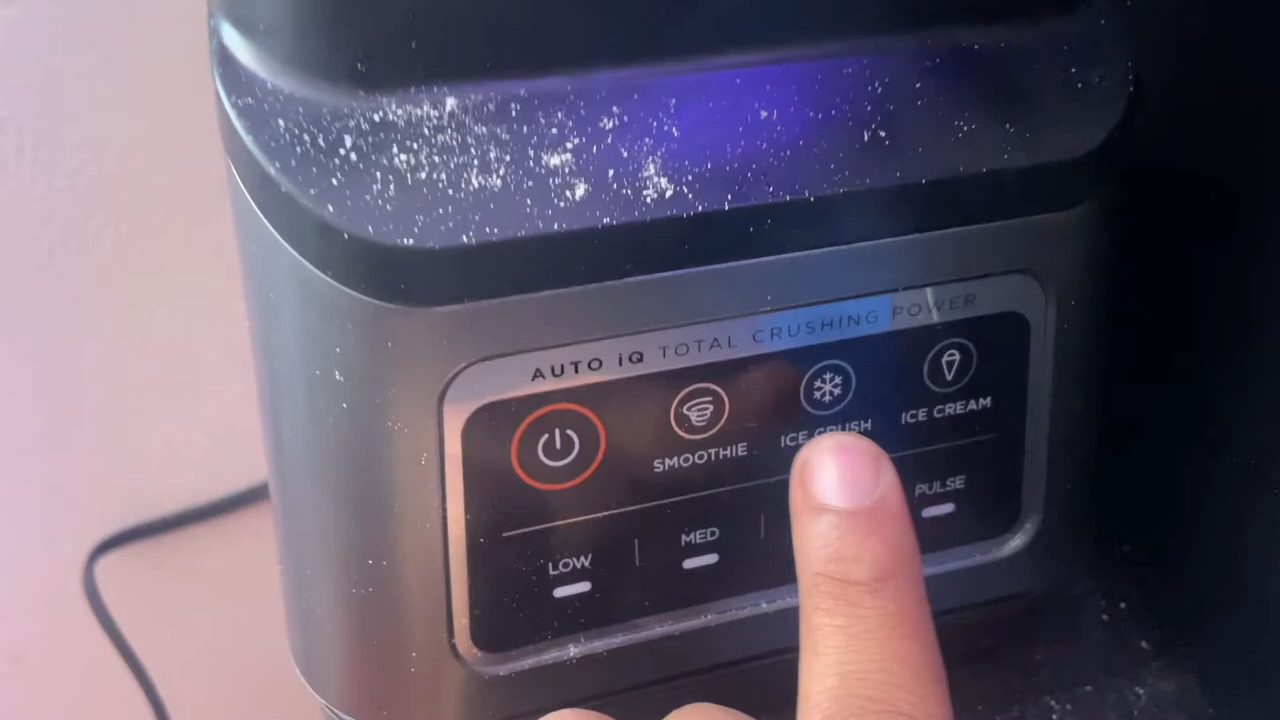 AUTO iQ TOTAL CRUSHING POWER
SMOOTHIE
ICE CRUSH
ICE CREAM
LOW
MED
PULSE